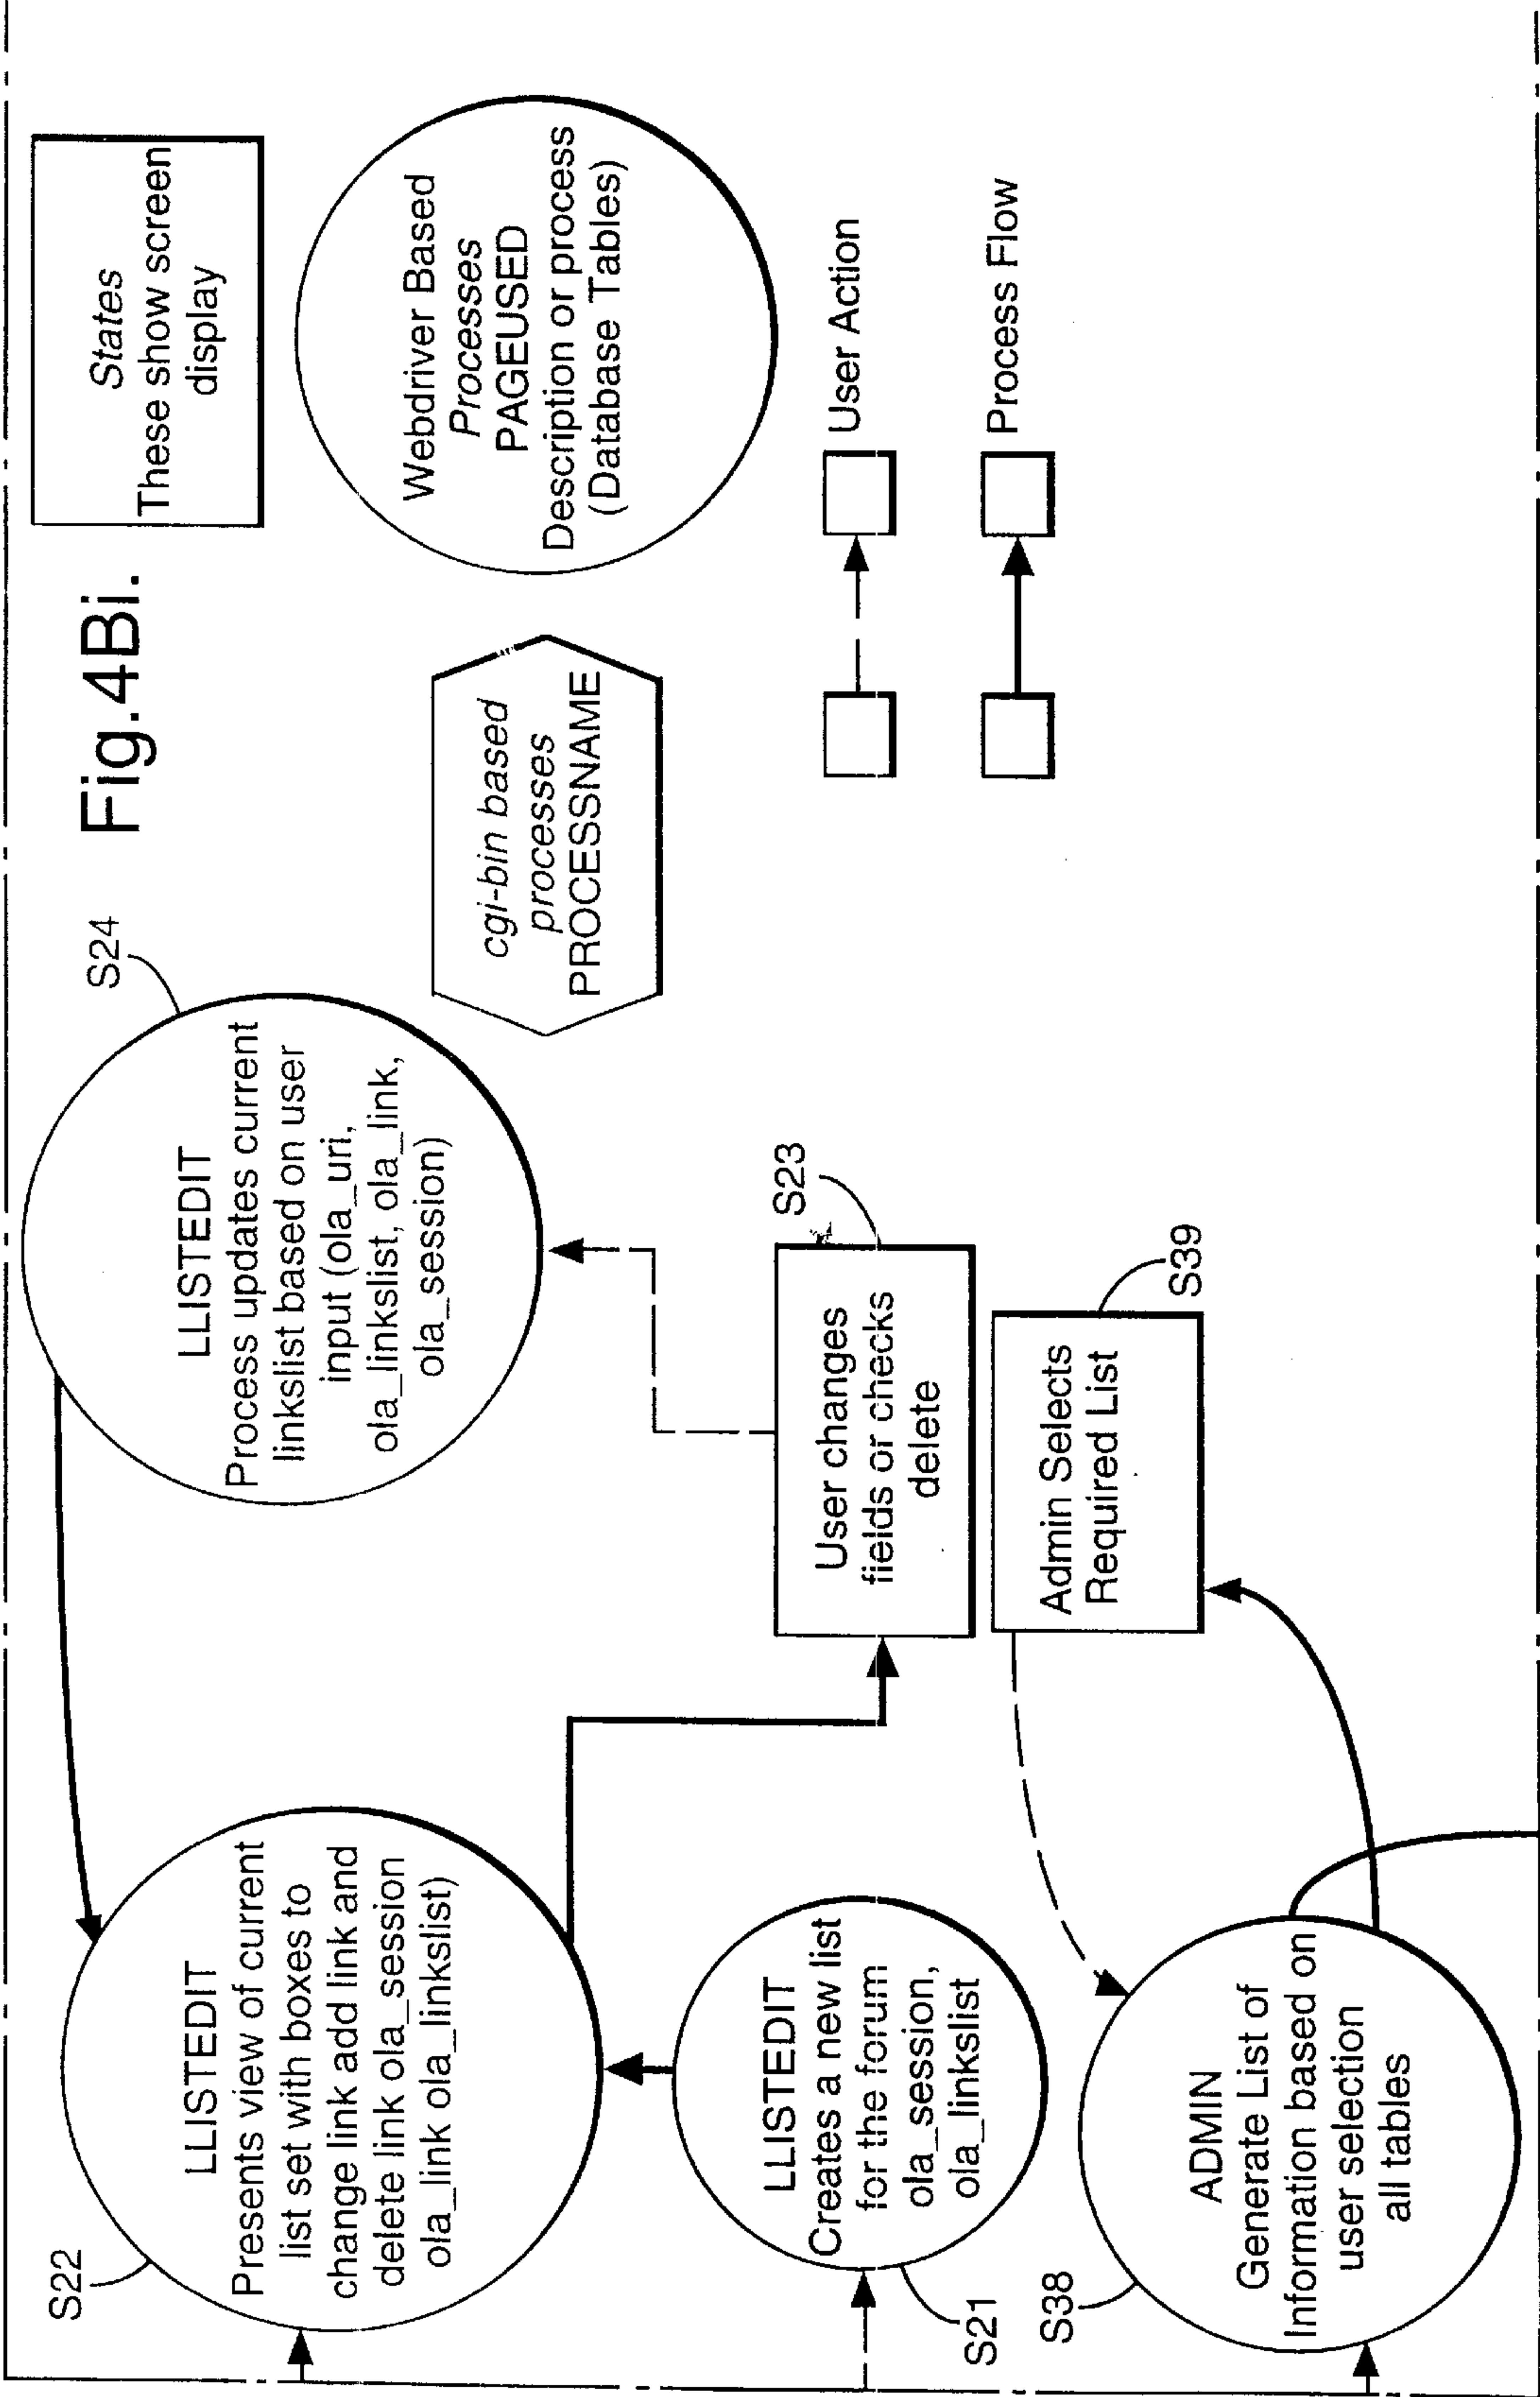 Fig.4Bi.
S22
LLISTEDIT
Presents view of current
list set with boxes to
change link add link and
delete link ola_session
ola_link ola_linkslist)
S24
LLISTEDIT
Process updates current
linkslist based on user
input (ola_uri,
ola_linkslist, ola_link,
ola_session)
States
These show screen
display
cgi-bin based
processes
PROCESSNAME
Webdriver Based
Processes
PAGEUSED
Description or process
(Database Tables)
LLISTEDIT
Creates a new list
for the forum
ola_session,
ola_linkslist
S21
User changes
fields or checks
delete
S23
User Action
Process Flow
S38
ADMIN
Generate List of
Information based on
user selection
all tables
Admin Selects
Required List
S39